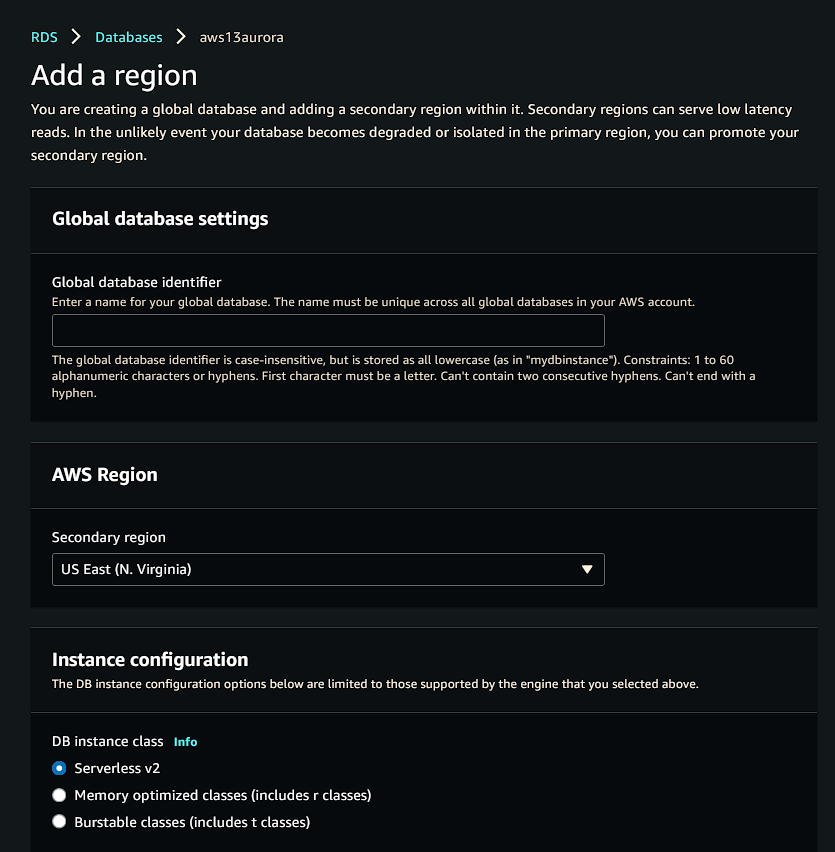 RDS > Databases > aws13aurora
Add a region
You are creating a global database and adding a secondary region within it. Secondary regions can serve low latency
reads. In the unlikely event your database becomes degraded or isolated in the primary region, you can promote your
secondary region.
Global database settings
Global database identifier
Enter a name for your global database. The name must be unique across all global databases in your AWS account.
The global database identifier is case-insensitive, but is stored as all lowercase (as in "mydbinstance"). Constraints: 1 to 60
alphanumeric characters or hyphens. First character must be a letter. Can't contain two consecutive hyphens. Can't end with a
hyphen.
AWS Region
Secondary region
US East (N. Virginia)
Instance configuration
The DB instance configuration options below are limited to those supported by the engine that you selected above.
DB instance class Info
Serverless v2
Memory optimized classes (includes r classes)
Burstable classes (includes t classes)